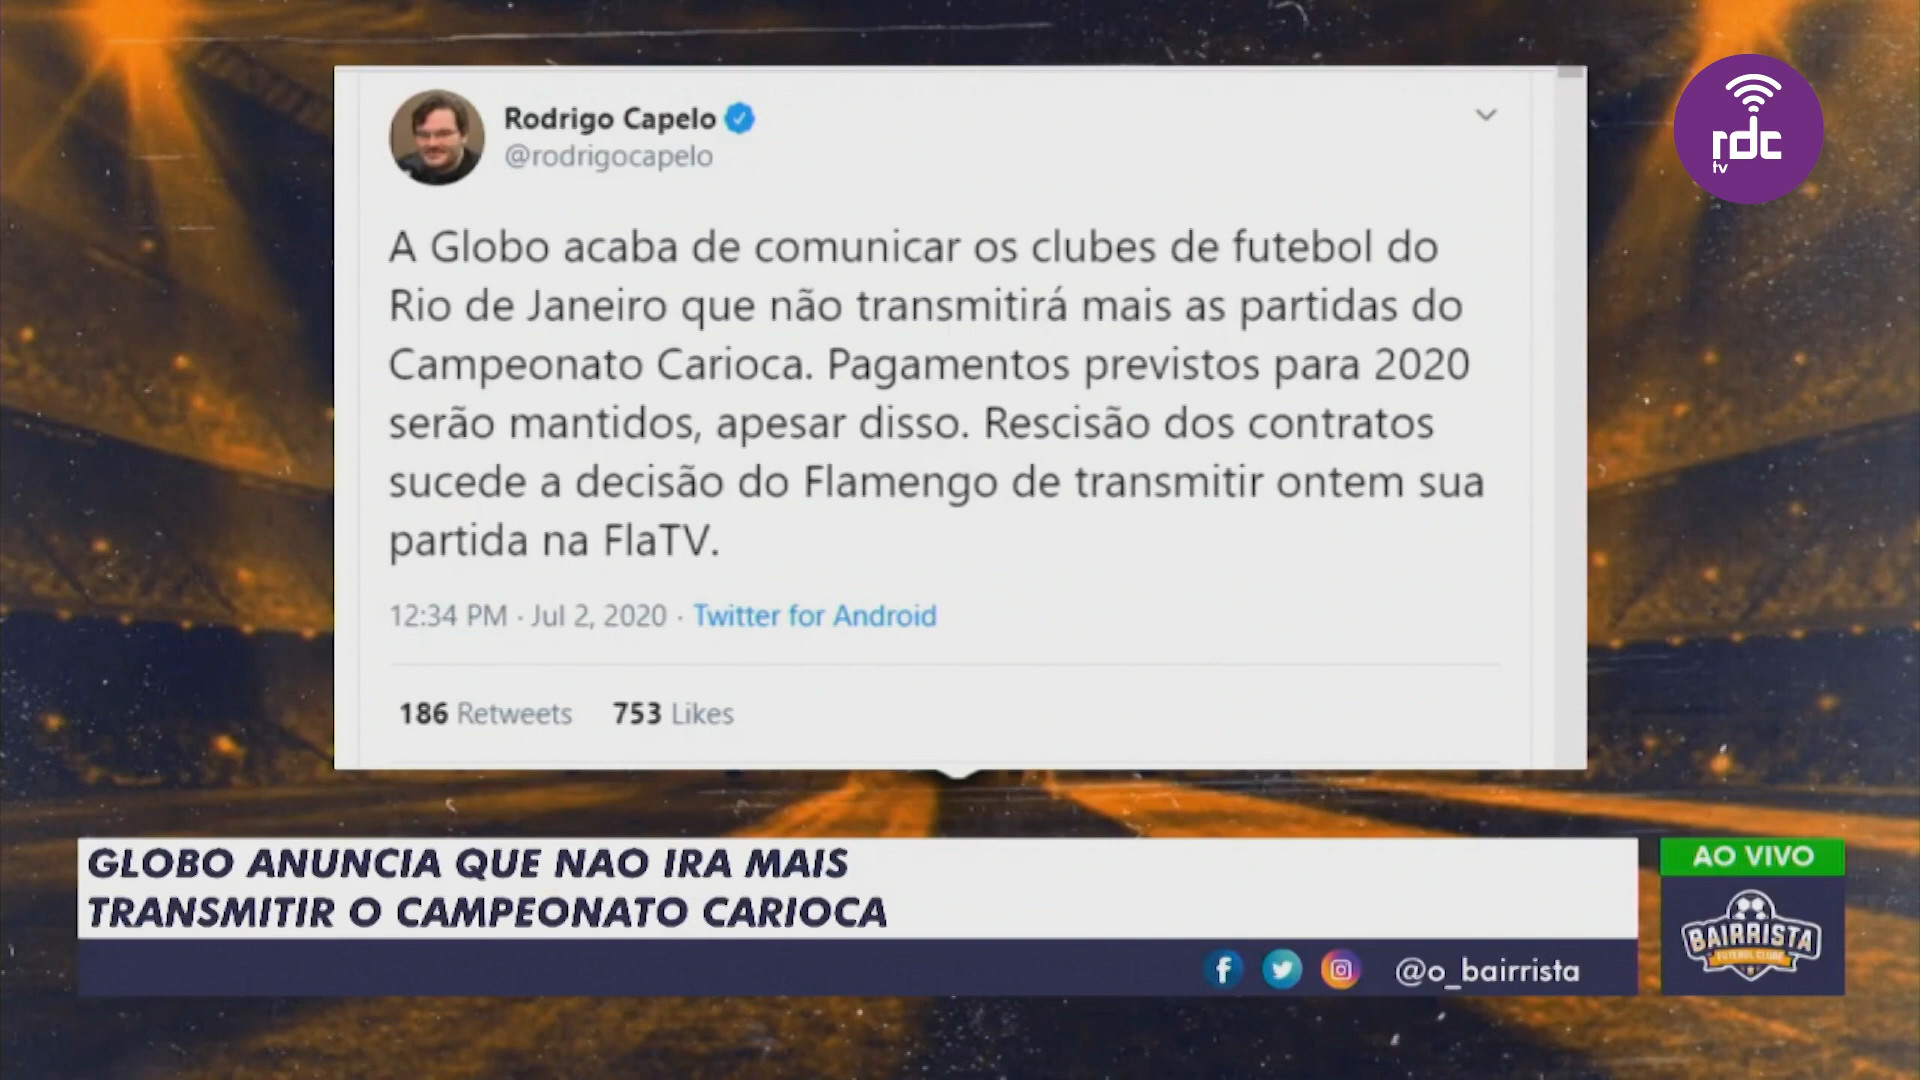 rdc
tv
Rodrigo Capelo
@rodrigocapelo
A Globo acaba de comunicar os clubes de futebol do
Rio de Janeiro que não transmitirá mais as partidas do
Campeonato Carioca. Pagamentos previstos para 2020
serão mantidos, apesar disso. Rescisão dos contratos
sucede a decisão do Flamengo de transmitir ontem sua
partida na FlaTV.
12:34 PM · Jul 2, 2020 · Twitter for Android
186 Retweets 753 Likes
GLOBO ANUNCIA QUE NAO IRA MAIS
TRANSMITIR O CAMPEONATO CARIOCA
@o_bairrista
AO VIVO
BAIRRISTA
FUTEBOL CLUBE